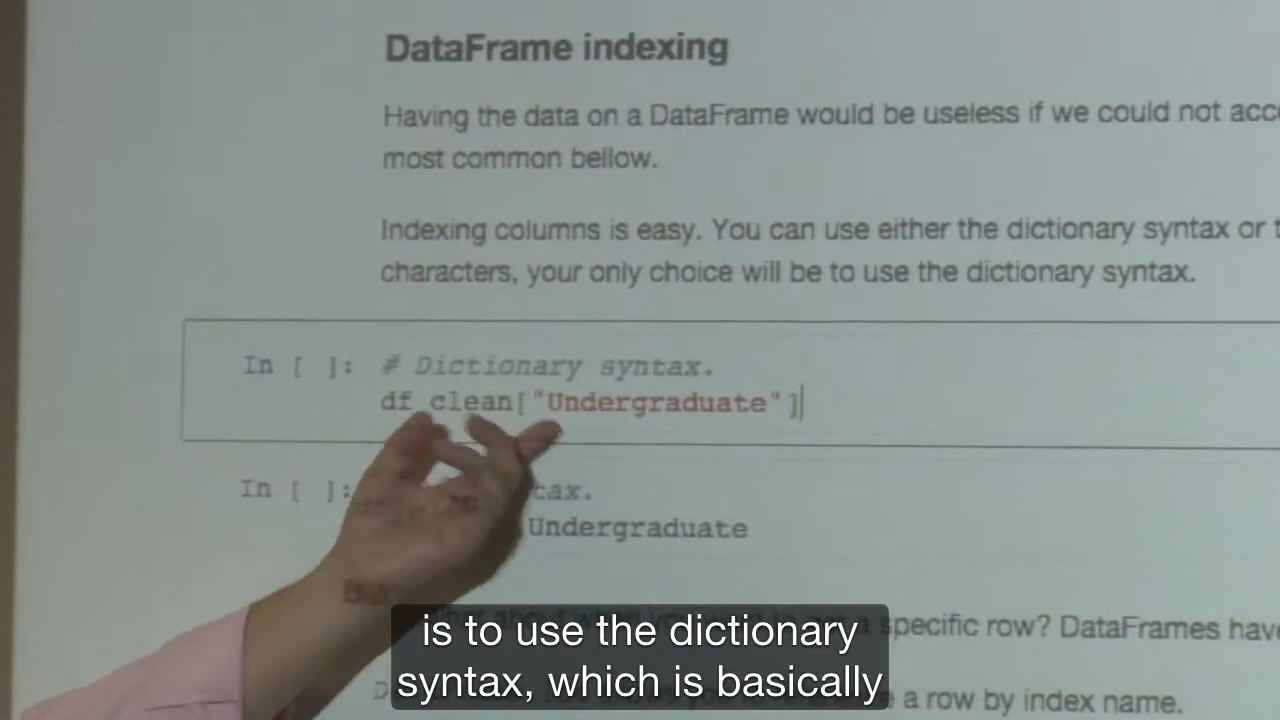 DataFrame indexing
Having the data on a DataFrame would be useless if we could not acc
most common bellow.
Indexing columns is easy. You can use either the dictionary syntax or t
characters, your only choice will be to use the dictionary syntax.
In [ ]: # Dictionary syntax.
df_clean["Undergraduate"]
In [ ]: tax.
.Undergraduate
specific row? DataFrames have
a row by index name.
is to use the dictionary
syntax, which is basically